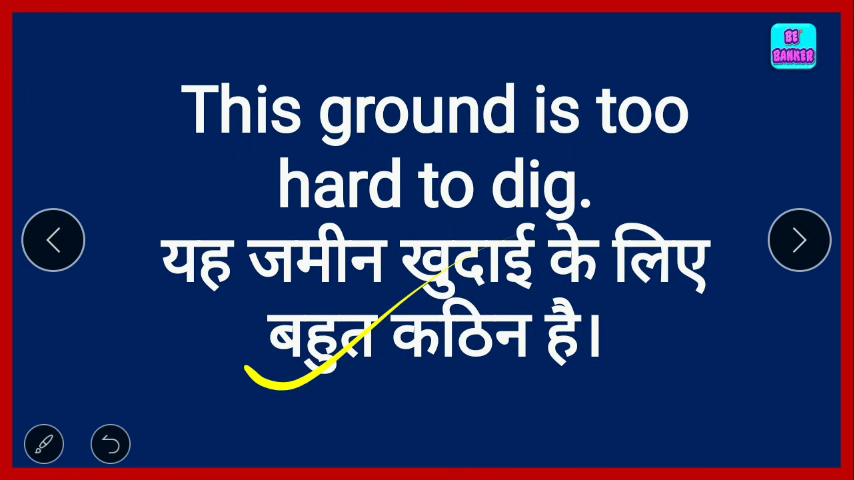 BE
BANKER
This ground is too
hard to dig.
यह जमीन खुदाई के लिए
बहुत कठिन है।